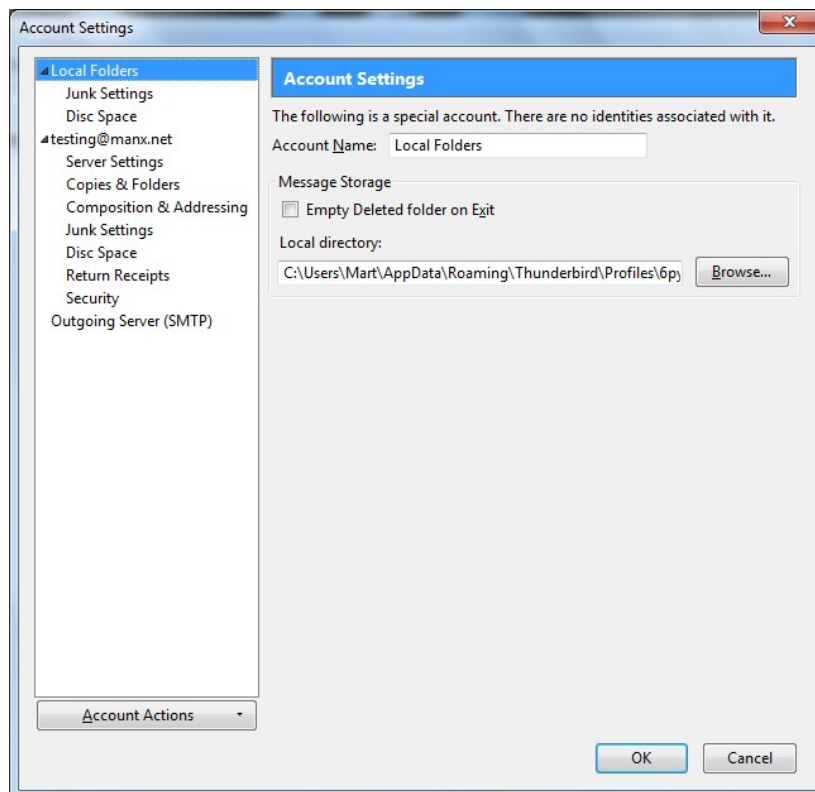 Account Settings
Local Folders
Junk Settings
Disc Space
testing@manx.net
Server Settings
Copies & Folders
Composition & Addressing
Junk Settings
Disc Space
Return Receipts
Security
Outgoing Server (SMTP)
Account Actions
Account Settings
The following is a special account. There are no identities associated with it.
Account Name: Local Folders
Message Storage
Empty Deleted folder on Exit
Local directory:
C:\Users\Mart\AppData\Roaming\Thunderbird\Profiles\6py Browse...
OK Cancel